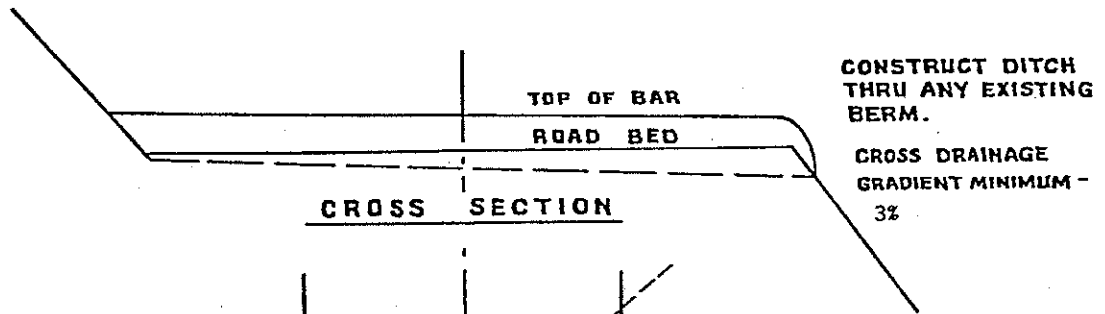 TOP OF BAR
ROAD BED
CROSS SECTION
CONSTRUCT DITCH
THRU ANY EXISTING
BERM.
CROSS DRAINAGE
GRADIENT MINIMUM -
3%